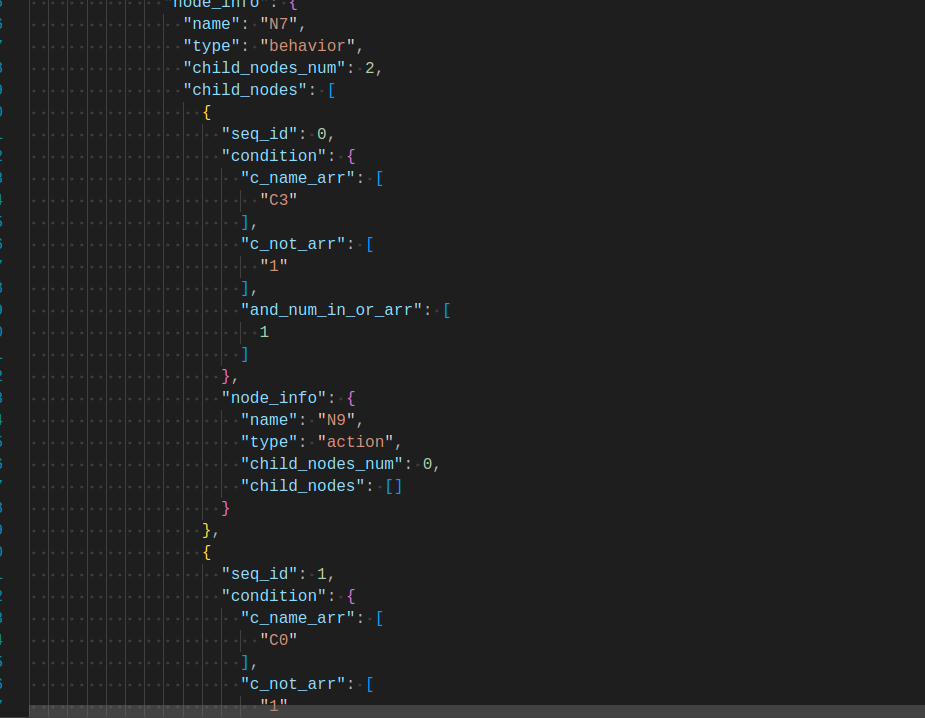 "node_info": {
"name": "N7",
"type": "behavior",
"child_nodes_num": 2,
"child_nodes": [
{
"seq_id": 0,
"condition": {
"c_name_arr": [
"C3"
],
"c_not_arr": [
"1"
],
"and_num_in_or_arr": [
1
]
},
"node_info": {
"name": "N9",
"type": "action",
"child_nodes_num": 0,
"child_nodes": []
}
},
{
"seq_id": 1,
"condition": {
"c_name_arr": [
"C0"
],
"c_not_arr": [
"1"